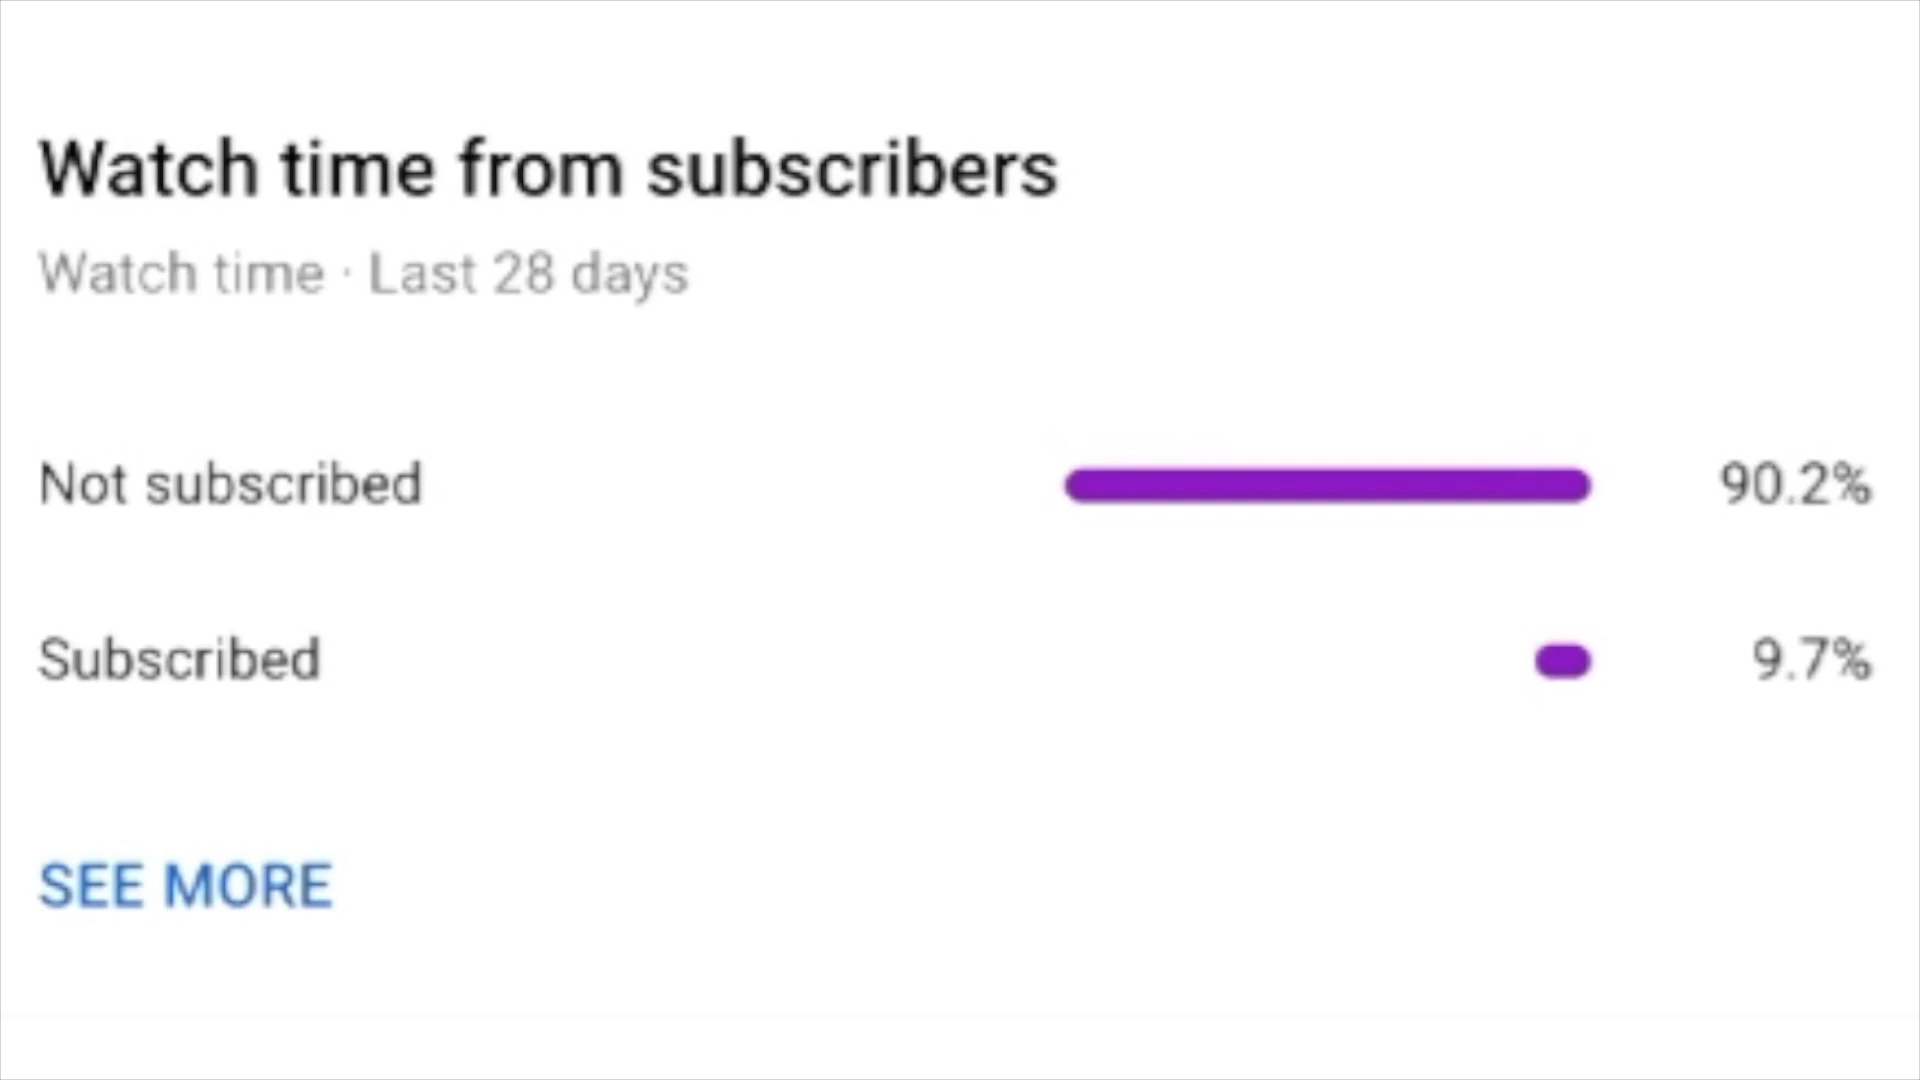 Watch time from subscribers
Watch time · Last 28 days
Not subscribed 90.2%
Subscribed 9.7%
SEE MORE